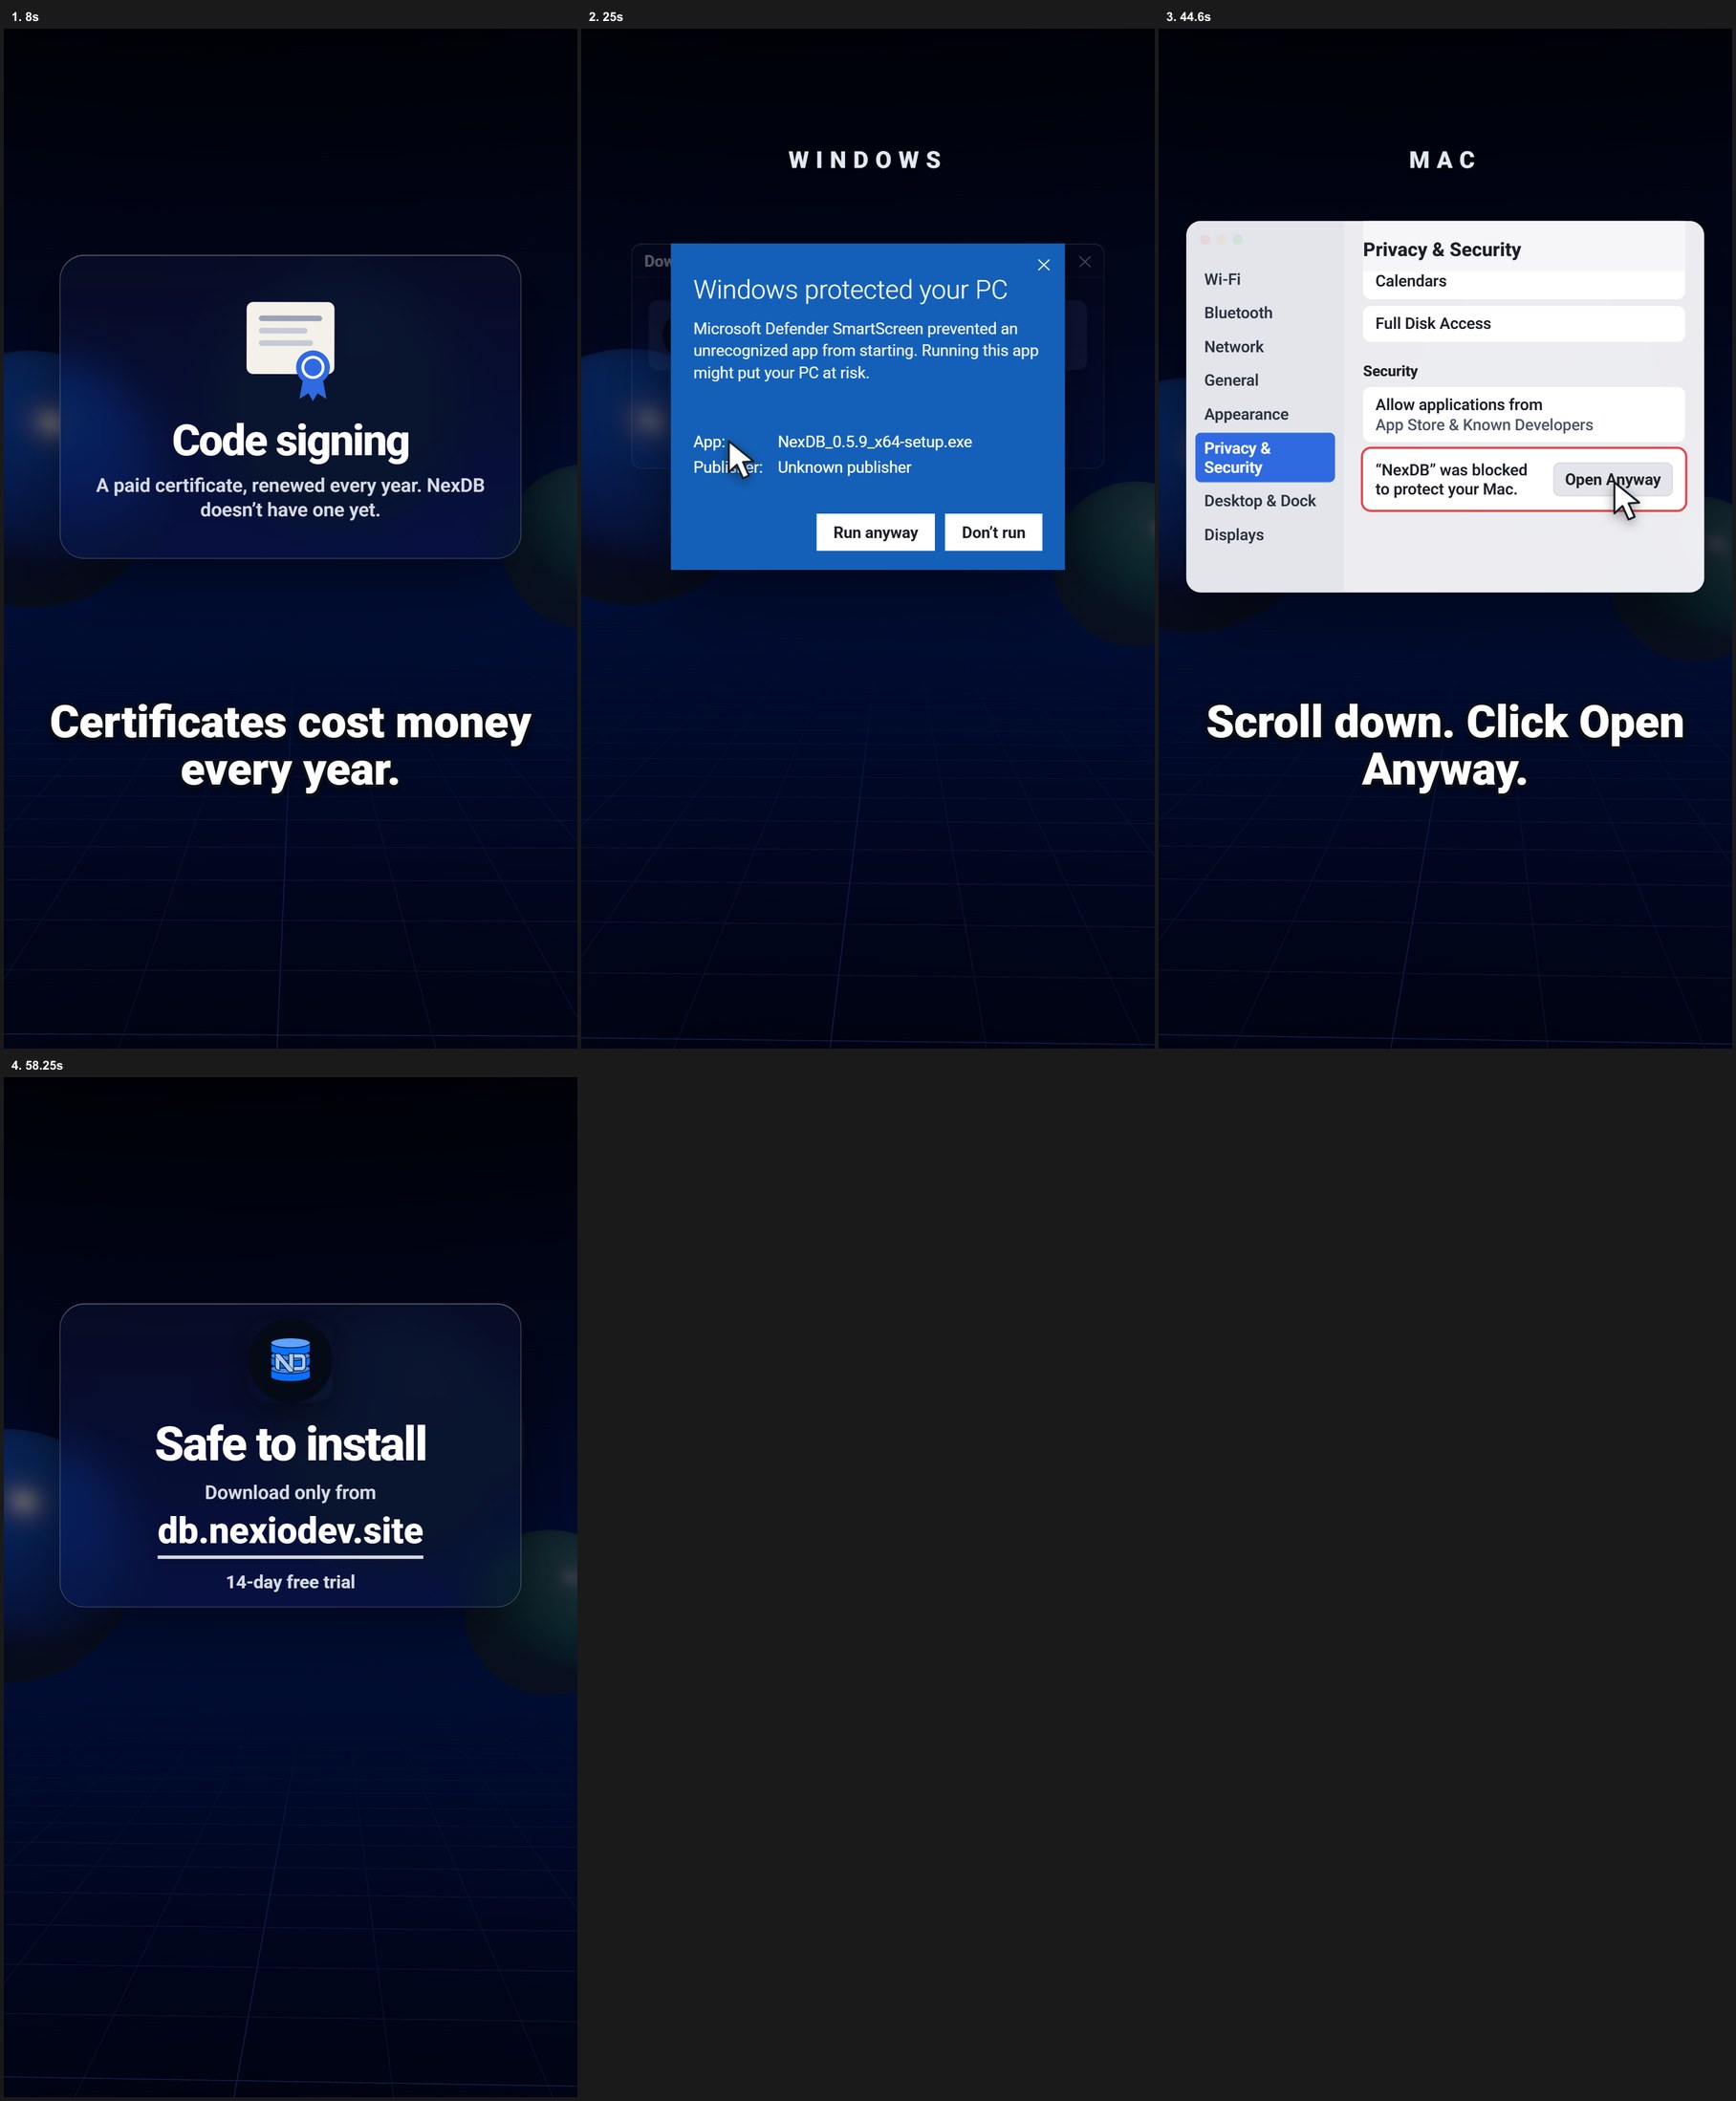 1. 8s
Code signing
A paid certificate, renewed every year. NexDB
doesn’t have one yet.
Certificates cost money
every year.
2. 25s
WINDOWS
Dow
Windows protected your PC
Microsoft Defender SmartScreen prevented an
unrecognized app from starting. Running this app
might put your PC at risk.
App: NexDB_0.5.9_x64-setup.exe
Publisher: Unknown publisher
Run anyway Don’t run
3. 44.6s
MAC
Wi-Fi
Bluetooth
Network
General
Appearance
Privacy &
Security
Desktop & Dock
Displays
Privacy & Security
Calendars
Full Disk Access
Security
Allow applications from
App Store & Known Developers
“NexDB” was blocked
to protect your Mac.
Open Anyway
Scroll down. Click Open
Anyway.
4. 58.25s
ND
Safe to install
Download only from
db.nexiodev.site
14-day free trial